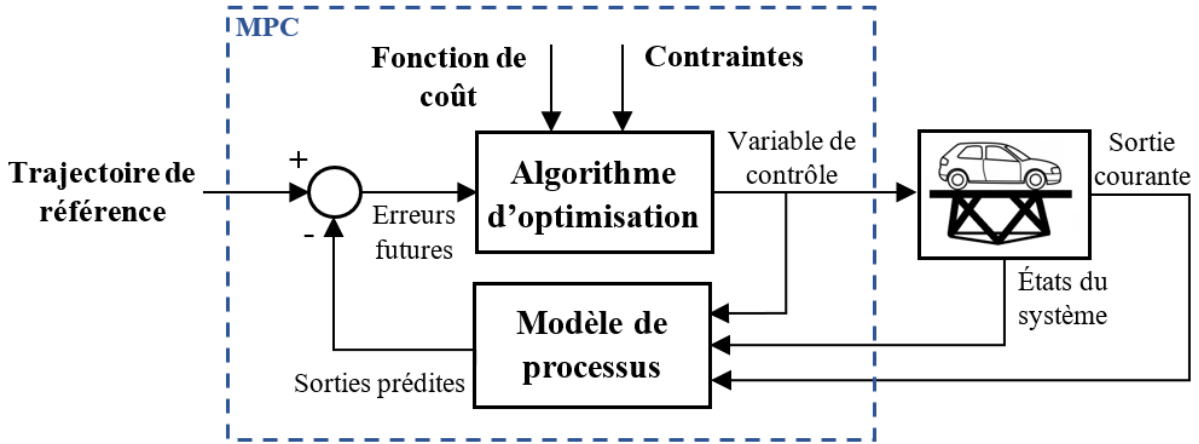 MPC
Fonction de
coût
Contraintes
Trajectoire de
référence
+
-
Erreurs
futures
Algorithme
d’optimisation
Variable de
contrôle
Sortie
courante
États du
système
Modèle de
processus
Sorties prédites